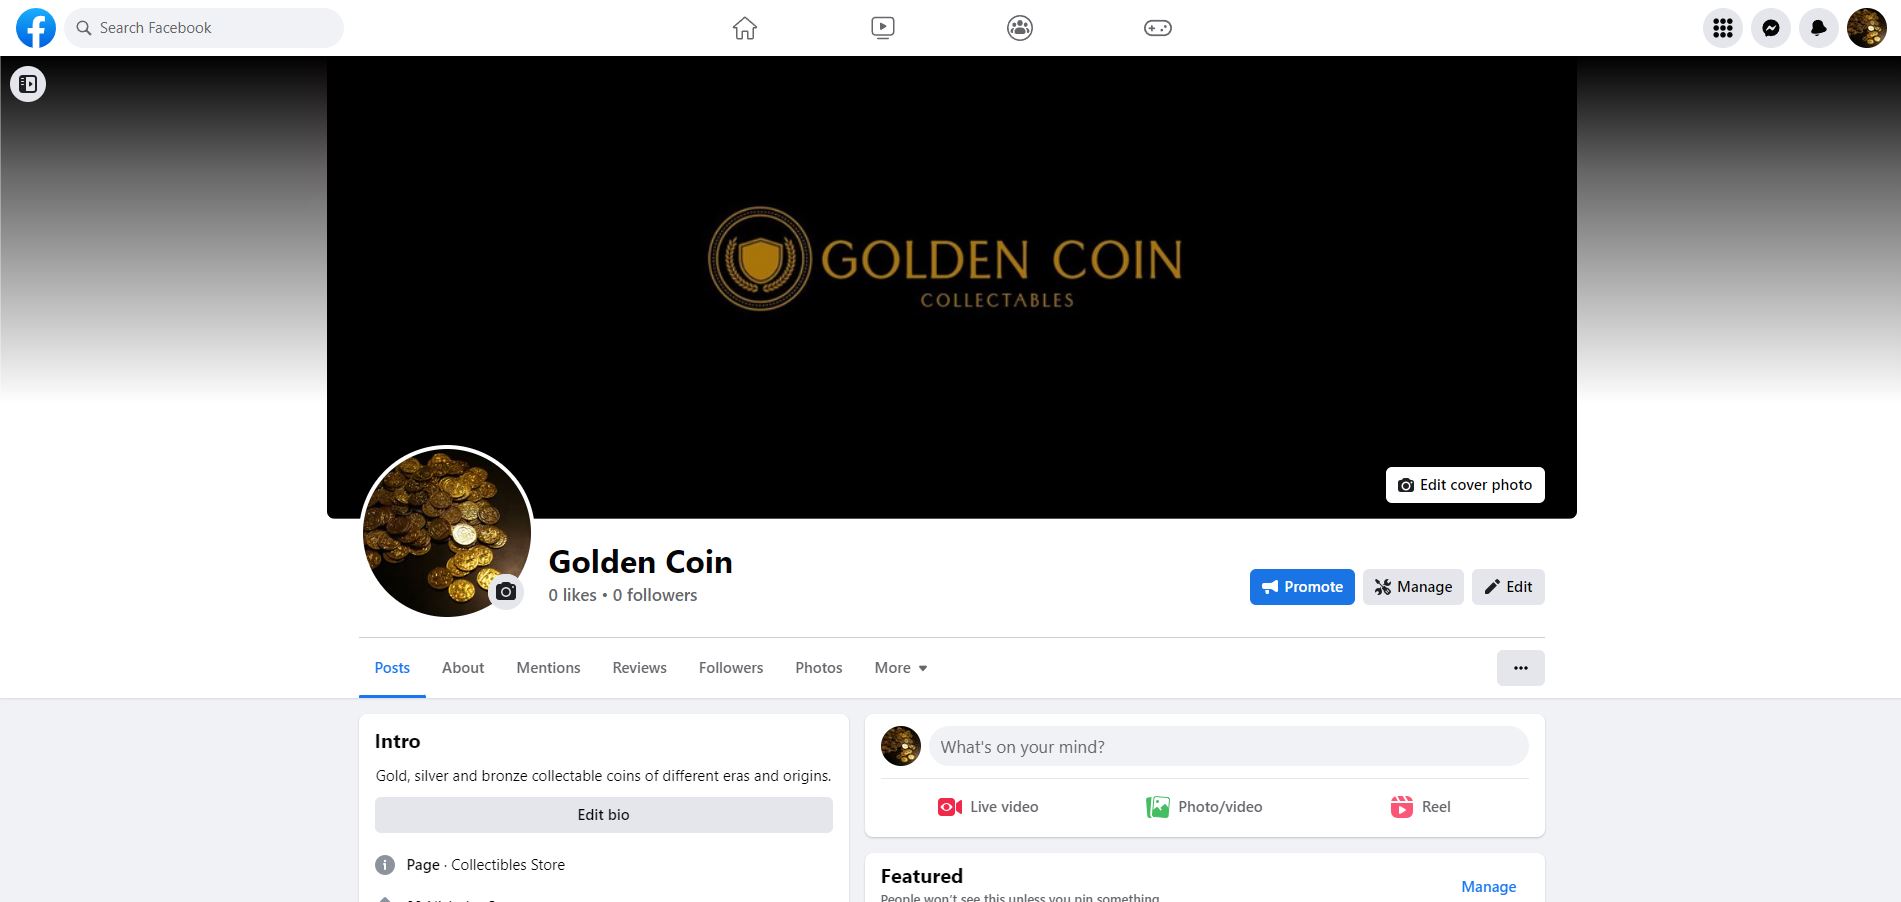 Search Facebook
GOLDEN COIN
COLLECTABLES
Edit cover photo
Golden Coin
0 likes • 0 followers
Promote
Manage
Edit
Posts
About
Mentions
Reviews
Followers
Photos
More
Intro
Gold, silver and bronze collectable coins of different eras and origins.
Edit bio
Page · Collectibles Store
What's on your mind?
Live video
Photo/video
Reel
Featured
Manage
People won't see this unless you pin something.